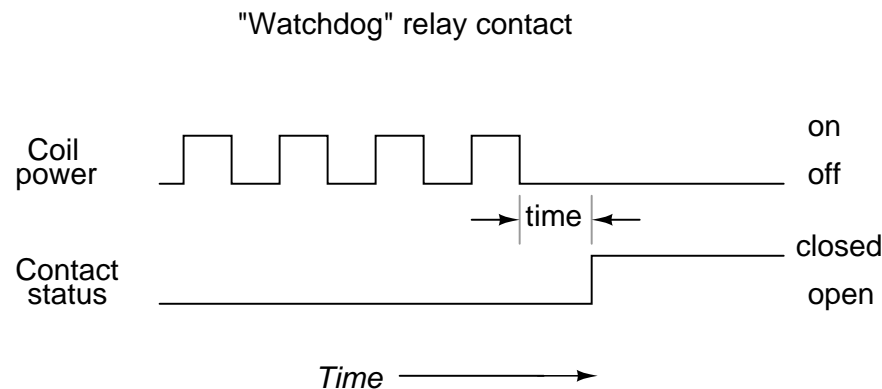 "Watchdog" relay contact
on
Coil
power
off
time
closed
Contact
status
open
Time